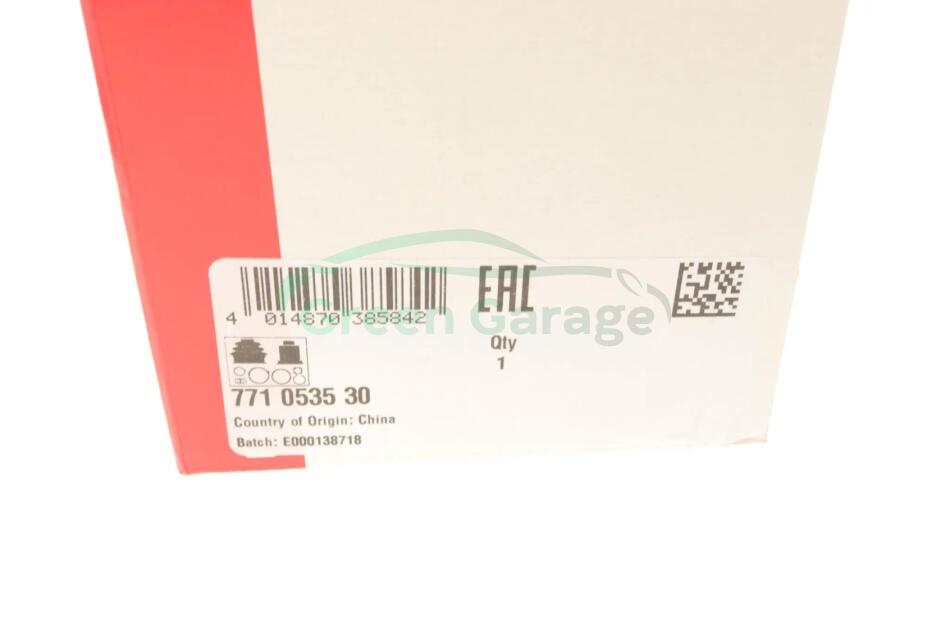 EAC
Green Garage
4 014870 385842
Qty
1
771 0535 30
Country of Origin: China
Batch: E000138718